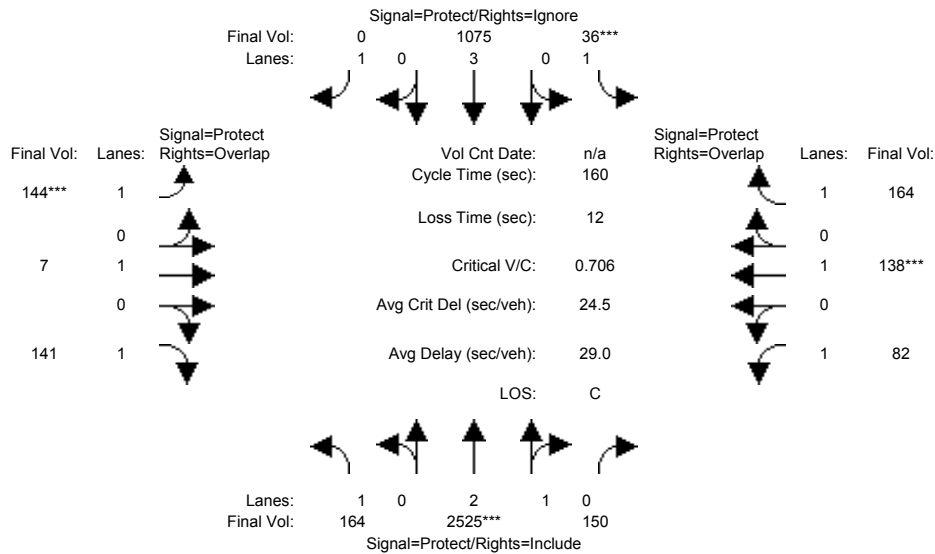 Signal=Protect/Rights=Ignore
Final Vol: 0 1075 36***
Lanes: 1 0 3 0 1
Signal=Protect Signal=Protect
Final Vol: Lanes: Rights=Overlap Vol Cnt Date: n/a Rights=Overlap Lanes: Final Vol:
Cycle Time (sec): 160
144*** 1 1 164
Loss Time (sec): 12
0 0
7 1 Critical V/C: 0.706 1 138***
0 Avg Crit Del (sec/veh): 24.5 0
141 1 Avg Delay (sec/veh): 29.0 1 82
LOS: C
Lanes: 1 0 2 1 0
Final Vol: 164 2525*** 150
Signal=Protect/Rights=Include